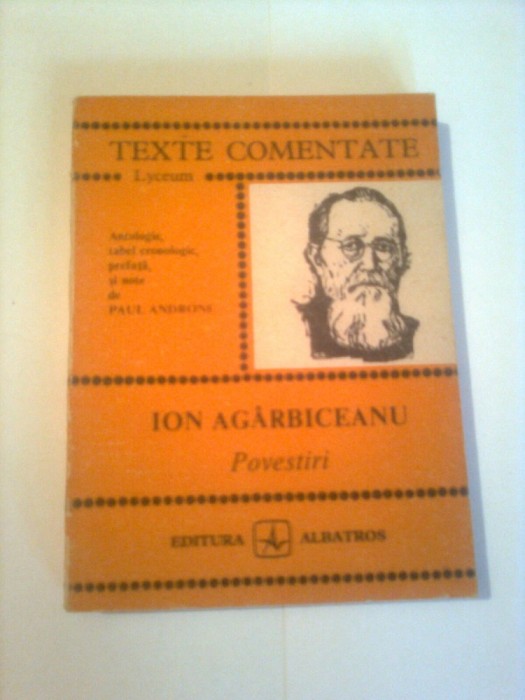 TEXTE COMENTATE
Lyceum
Antologie,
tabel cronologic,
prefață,
și note
de
PAUL ANDRONE
ION AGÂRBICEANU
Povestiri
EDITURA ALBATROS